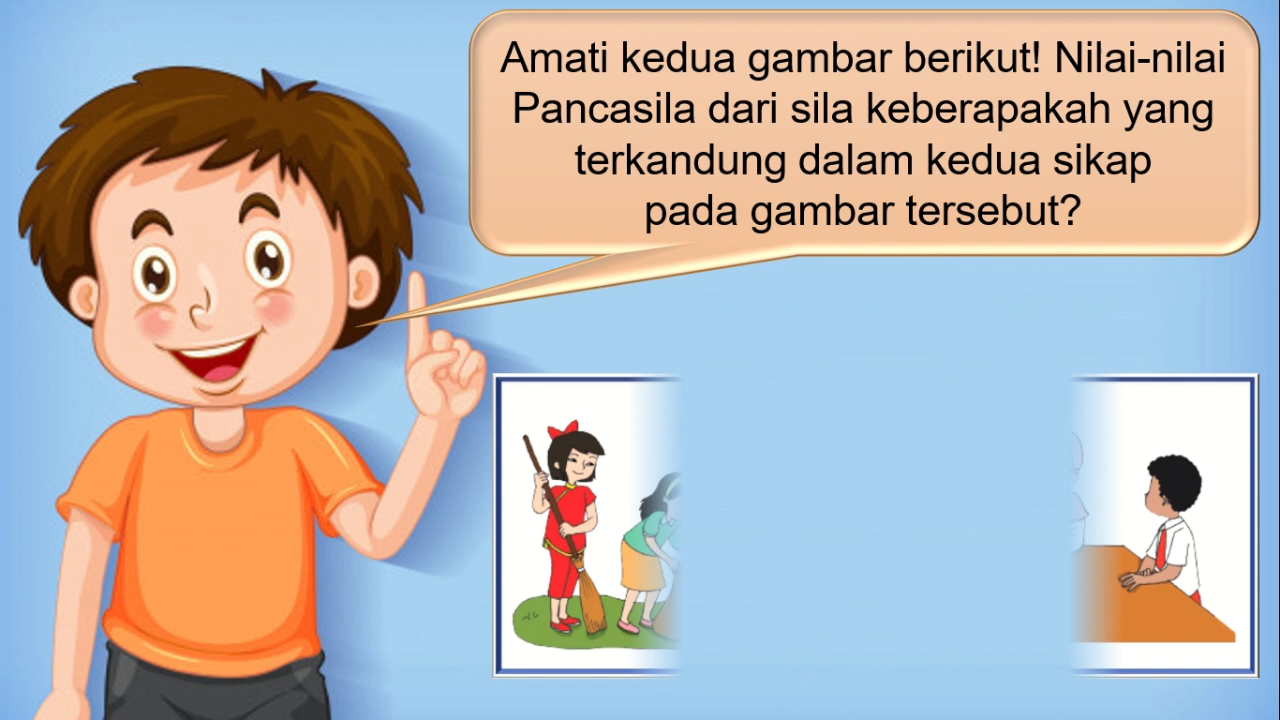 Amati kedua gambar berikut! Nilai-nilai
Pancasila dari sila keberapakah yang
terkandung dalam kedua sikap
pada gambar tersebut?